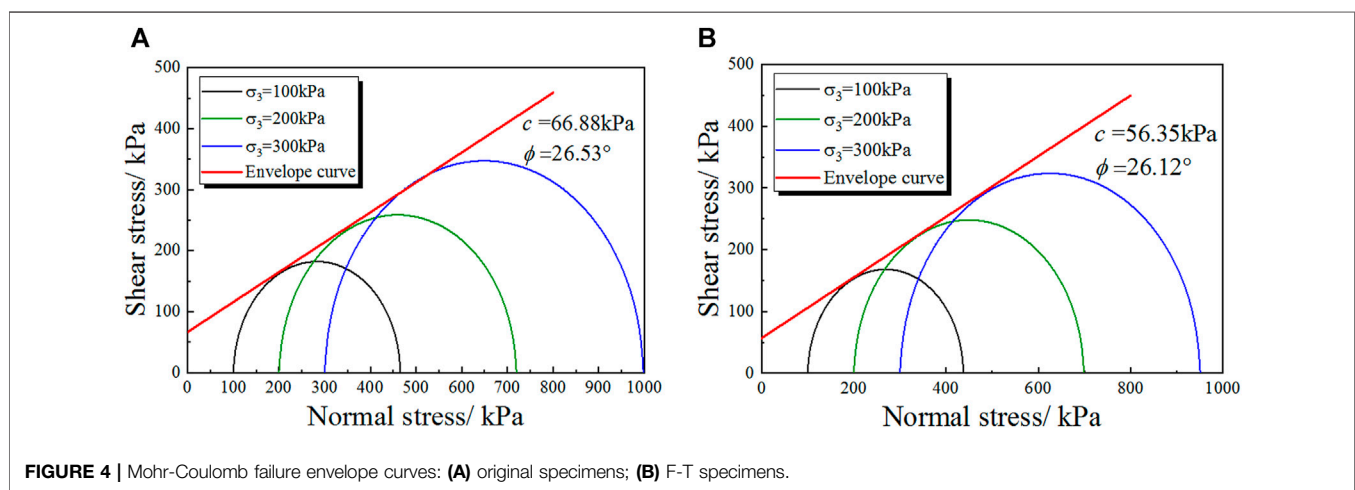 A
500
400
300
200
100
0
Shear stress/ kPa
σ3=100kPa
σ3=200kPa
σ3=300kPa
Envelope curve
c =66.88kPa
ϕ=26.53°
0 100 200 300 400 500 600 700 800 900 1000
Normal stress/ kPa
B
500
400
300
200
100
0
Shear stress/ kPa
σ3=100kPa
σ3=200kPa
σ3=300kPa
Envelope curve
c =56.35kPa
ϕ=26.12°
0 200 400 600 800 1000
Normal stress/ kPa
FIGURE 4 | Mohr-Coulomb failure envelope curves: (A) original specimens; (B) F-T specimens.